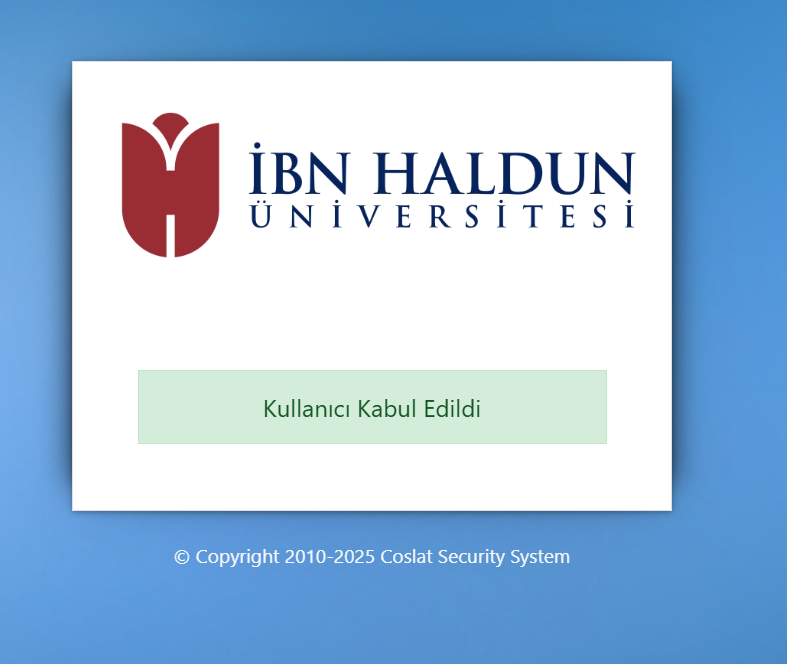 İBN HALDUN
ÜNİVERSİTESİ
Kullanıcı Kabul Edildi
© Copyright 2010-2025 Coslat Security System